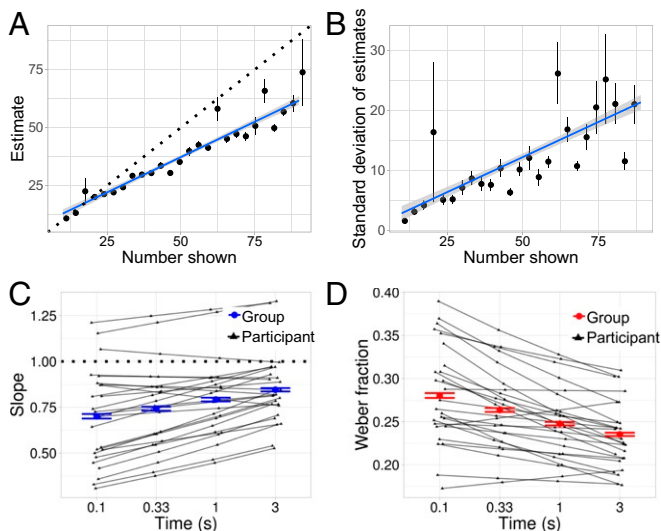 A
Estimate
75
50
25
25
50
75
Number shown
B
Standard deviation of estimates
30
20
10
0
25
50
75
Number shown
C
Slope
1.25
1.00
0.75
0.50
Group
Participant
0.1
0.33
1
3
Time (s)
D
Weber fraction
0.40
0.35
0.30
0.25
0.20
Group
Participant
0.1
0.33
1
3
Time (s)